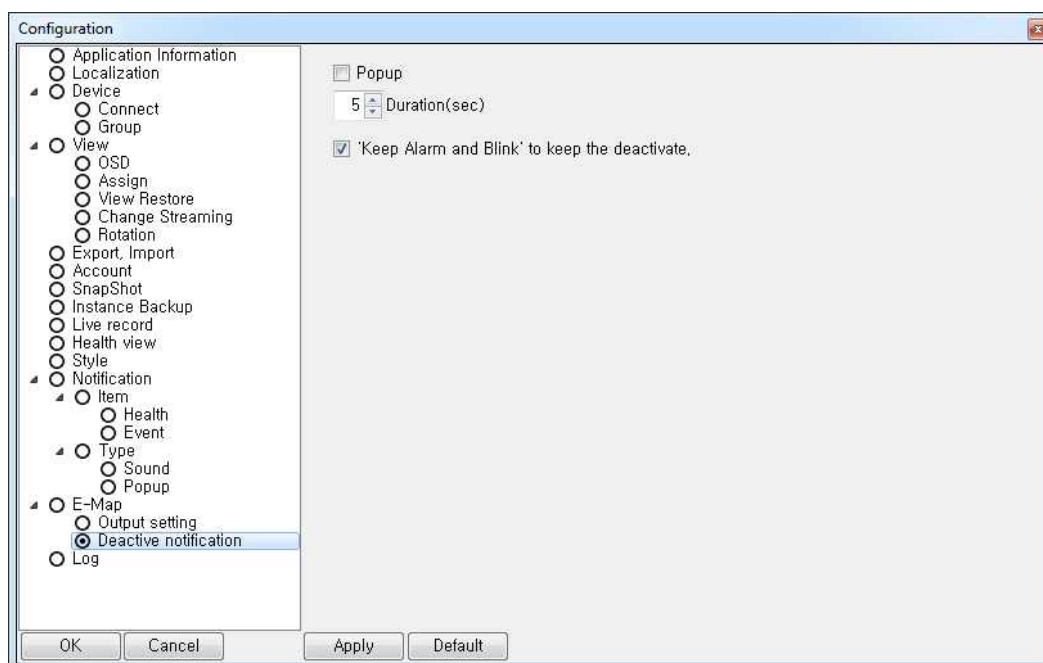 Configuration
Application Information
Localization
Device
Connect
Group
View
OSD
Assign
View Restore
Change Streaming
Rotation
Export, Import
Account
SnapShot
Instance Backup
Live record
Health view
Style
Notification
Item
Health
Event
Type
Sound
Popup
E-Map
Output setting
Deactive notification
Log
Popup
5 Duration(sec)
'Keep Alarm and Blink' to keep the deactivate,
OK
Cancel
Apply
Default